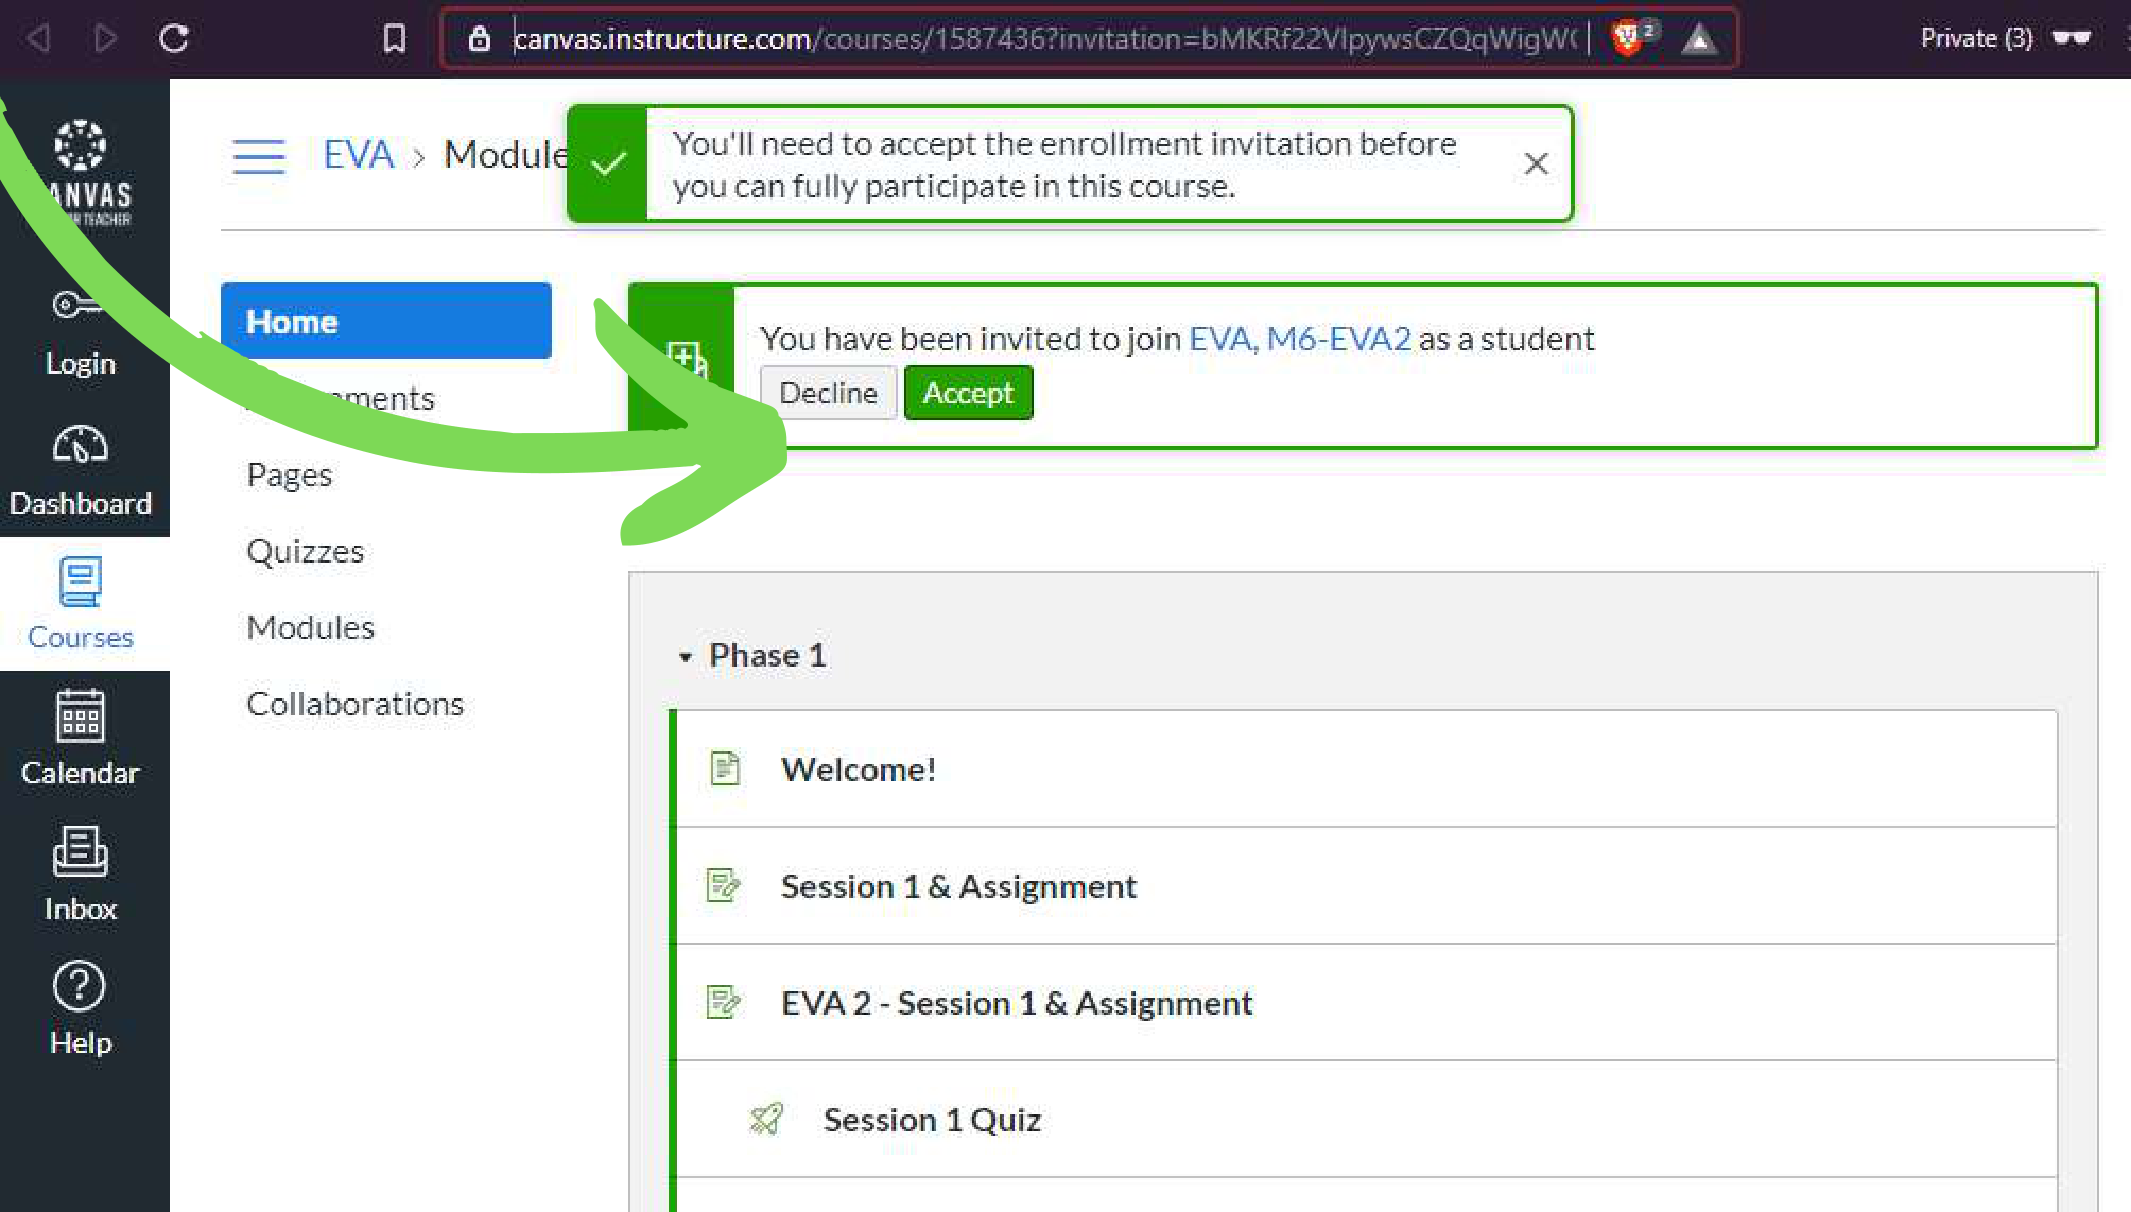 canvas.instructure.com/courses/1587436?invitation=bMKRf22VlpywsCZQqWigW(
2
Private (3)
ANVAS
TEACHER
EVA > Module
You'll need to accept the enrollment invitation before
you can fully participate in this course.
Login
Dashboard
Courses
Calendar
Inbox
Help
Home
ments
Pages
Quizzes
Modules
Collaborations
You have been invited to join EVA, M6-EVA2 as a student
Decline
Accept
Phase 1
Welcome!
Session 1 & Assignment
EVA 2 - Session 1 & Assignment
Session 1 Quiz